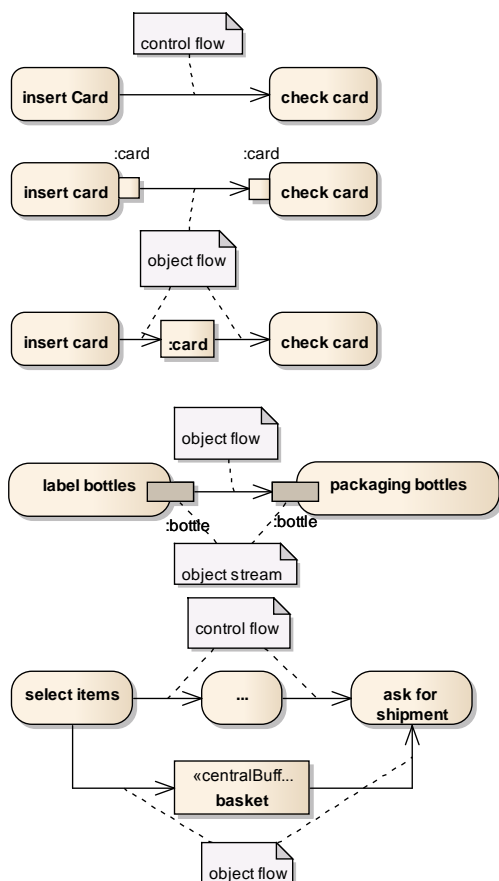 control flow
insert Card
check card
:card
:card
insert card
check card
object flow
insert card
:card
check card
object flow
label bottles
packaging bottles
:bottle
:bottle
object stream
control flow
select items
...
ask for
shipment
«centralBuff...
basket
object flow